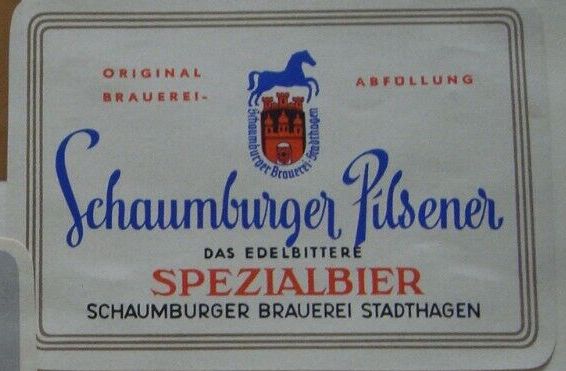 ORIGINAL
BRAUEREI-
ABFÜLLUNG
Schaumburger Brauerei · Stadthagen
Schaumburger Pilsener
DAS EDELBITTERE
SPEZIALBIER
SCHAUMBURGER BRAUEREI STADTHAGEN